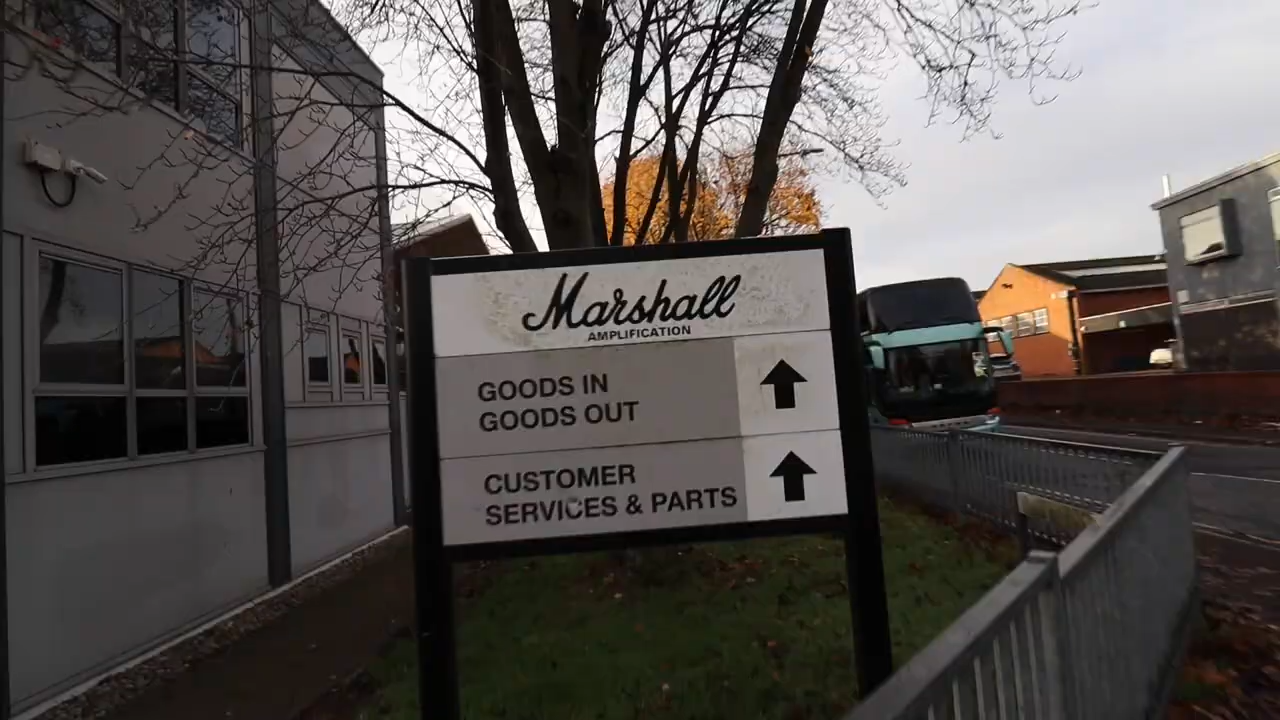 Marshall
AMPLIFICATION
GOODS IN
GOODS OUT
CUSTOMER
SERVICES & PARTS